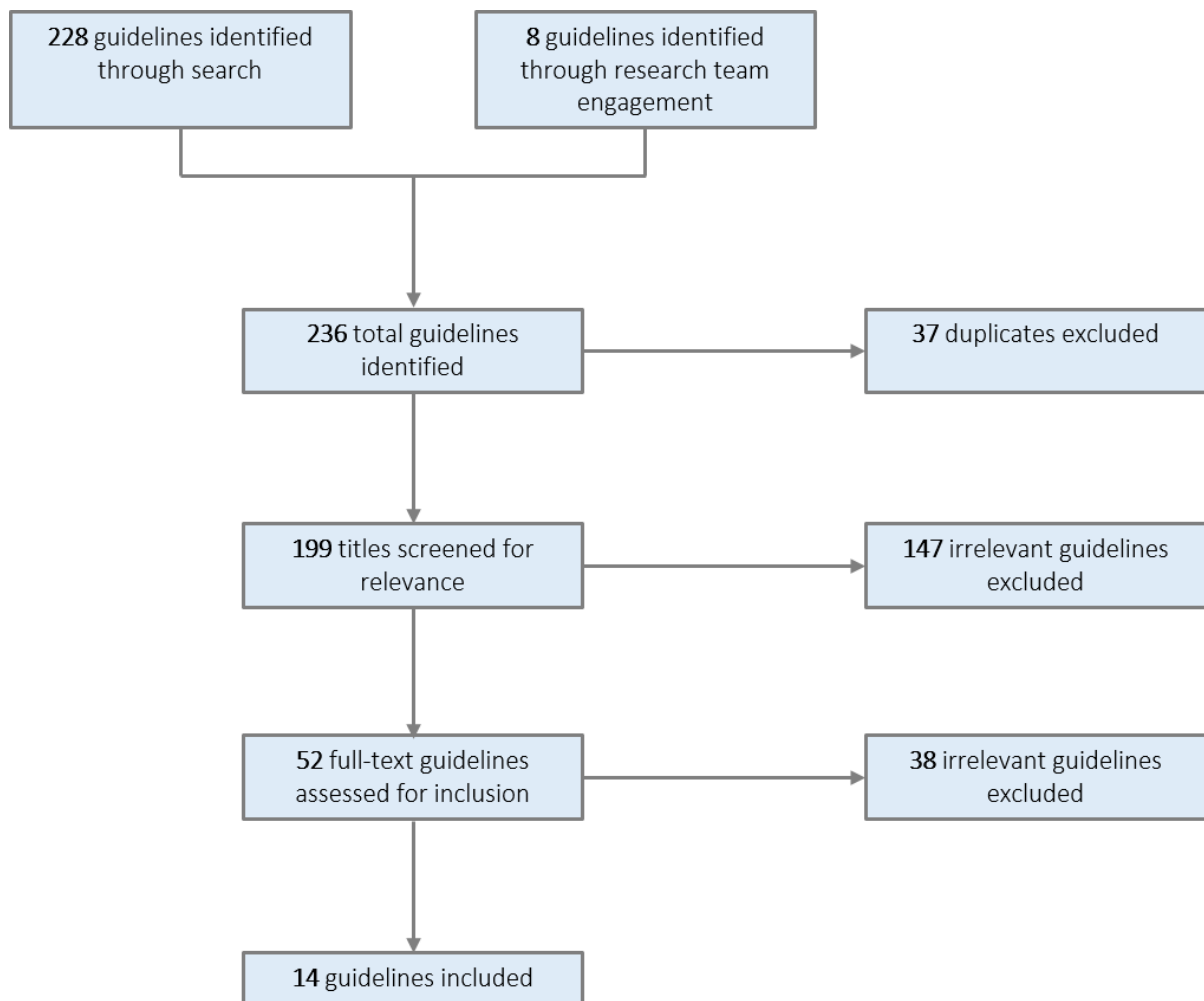 228 guidelines identified
through search
8 guidelines identified
through research team
engagement
236 total guidelines
identified
37 duplicates excluded
199 titles screened for
relevance
147 irrelevant guidelines
excluded
52 full-text guidelines
assessed for inclusion
38 irrelevant guidelines
excluded
14 guidelines included